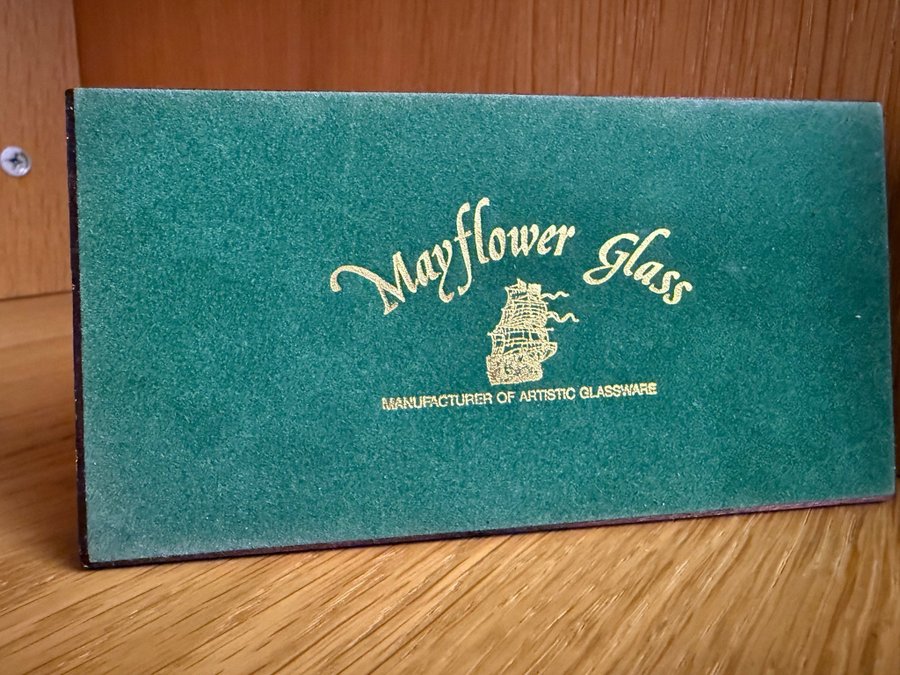 Mayflower Glass
MANUFACTURER OF ARTISTIC GLASSWARE